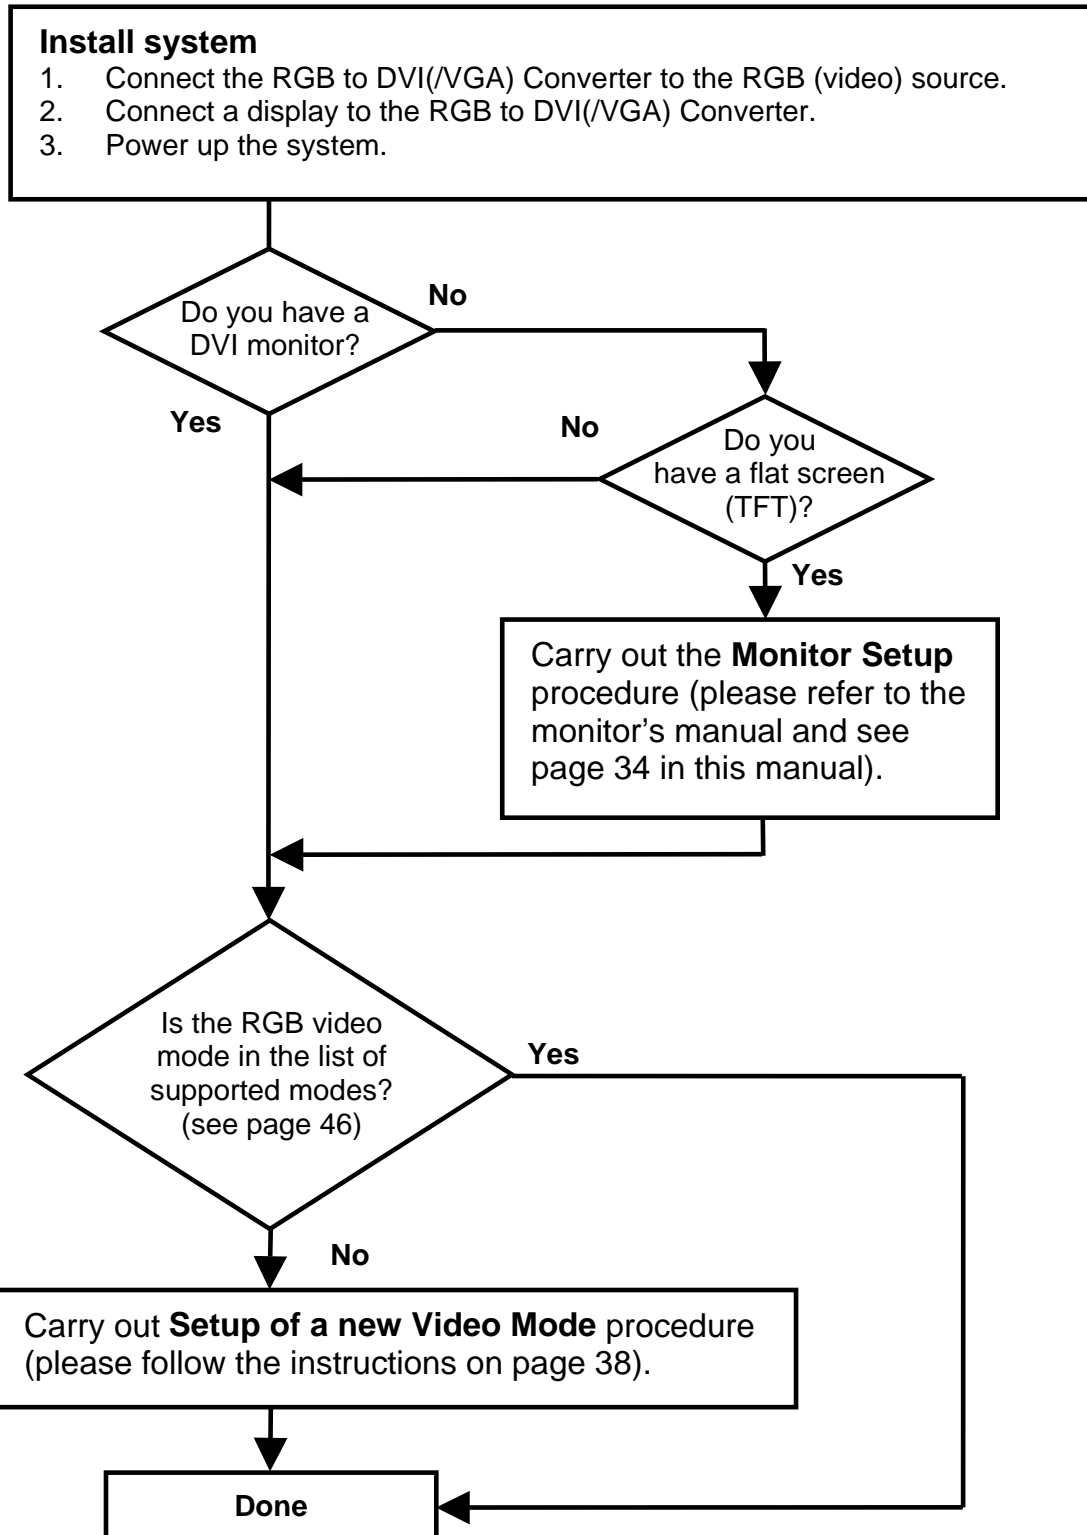 Install system
1. Connect the RGB to DVI(/VGA) Converter to the RGB (video) source.
2. Connect a display to the RGB to DVI(/VGA) Converter.
3. Power up the system.
Do you have a
DVI monitor?
No
Yes
No
Do you
have a flat screen
(TFT)?
Yes
Carry out the Monitor Setup
procedure (please refer to the
monitor’s manual and see
page 34 in this manual).
Is the RGB video
mode in the list of
supported modes?
(see page 46)
Yes
No
Carry out Setup of a new Video Mode procedure
(please follow the instructions on page 38).
Done